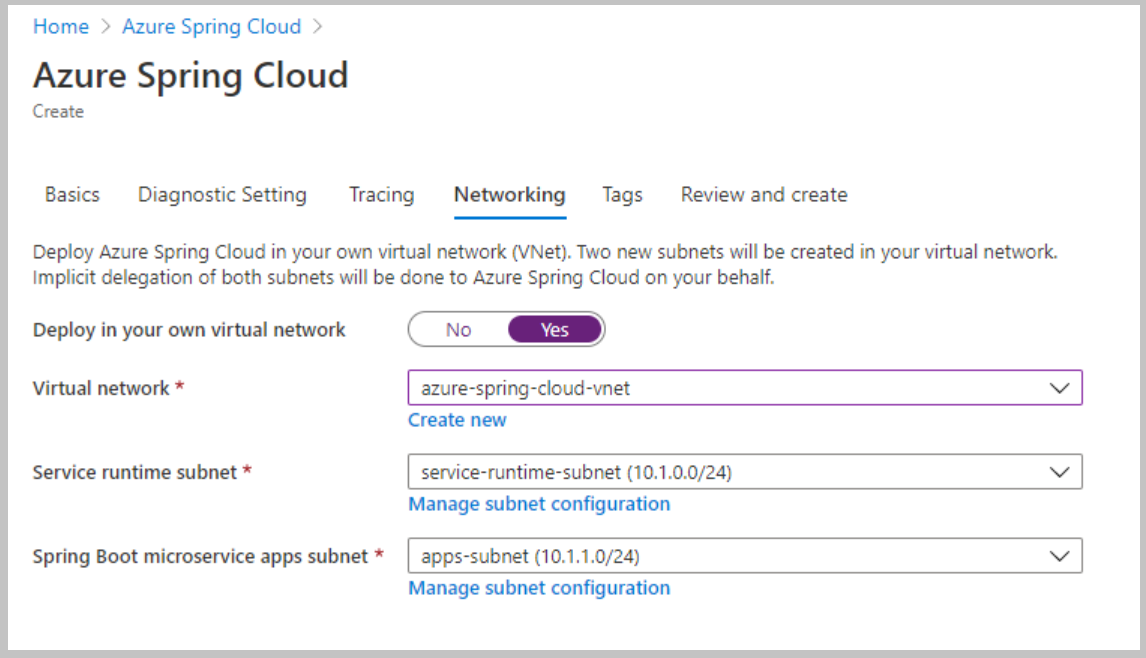 Home > Azure Spring Cloud >
Azure Spring Cloud
Create
Basics Diagnostic Setting Tracing Networking Tags Review and create
Deploy Azure Spring Cloud in your own virtual network (VNet). Two new subnets will be created in your virtual network.
Implicit delegation of both subnets will be done to Azure Spring Cloud on your behalf.
Deploy in your own virtual network No Yes
Virtual network * azure-spring-cloud-vnet
Create new
Service runtime subnet * service-runtime-subnet (10.1.0.0/24)
Manage subnet configuration
Spring Boot microservice apps subnet * apps-subnet (10.1.1.0/24)
Manage subnet configuration